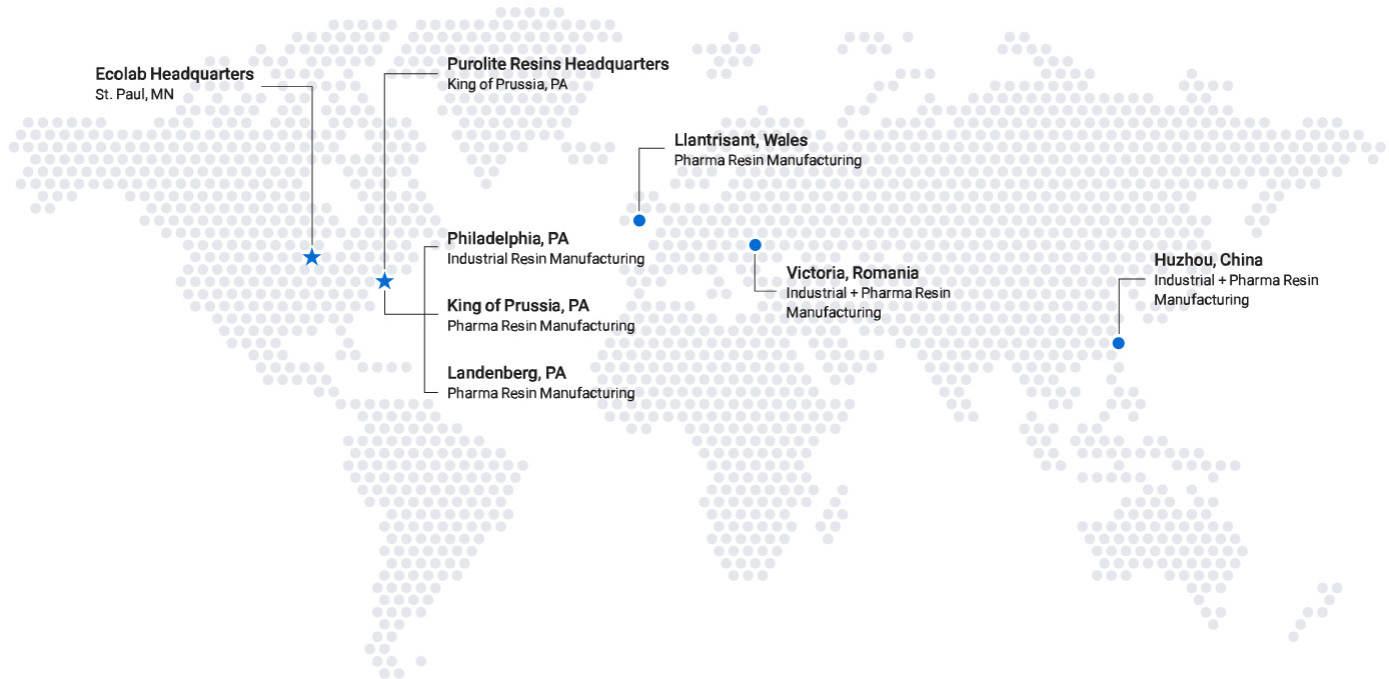 Ecolab Headquarters
St. Paul, MN
Purolite Resins Headquarters
King of Prussia, PA
Llantrisant, Wales
Pharma Resin Manufacturing
Philadelphia, PA
Industrial Resin Manufacturing
King of Prussia, PA
Pharma Resin Manufacturing
Landenberg, PA
Pharma Resin Manufacturing
Victoria, Romania
Industrial + Pharma Resin
Manufacturing
Huzhou, China
Industrial + Pharma Resin
Manufacturing